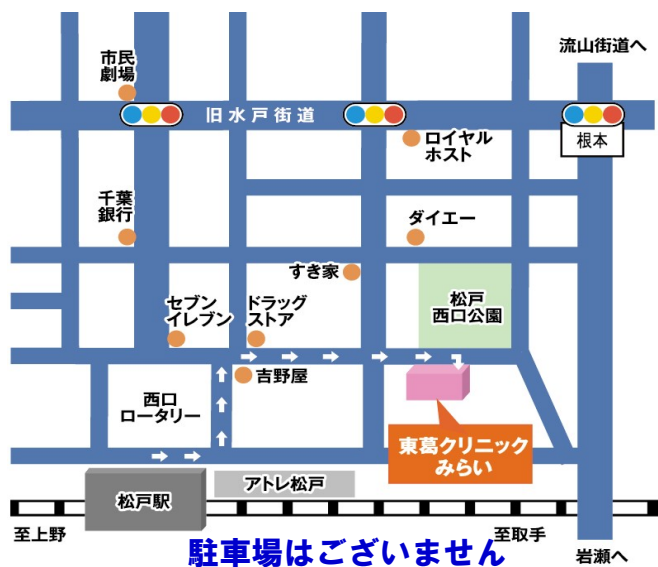 流山街道へ
市民
劇場
旧水戸街道
根本
ロイヤル
ホスト
千葉
銀行
ダイエー
すき家
セブン
イレブン
ドラッグ
ストア
松戸
西口公園
吉野屋
西口
ロータリー
東葛クリニック
みらい
アトレ松戸
松戸駅
至上野
至取手
岩瀬へ
駐車場はございません